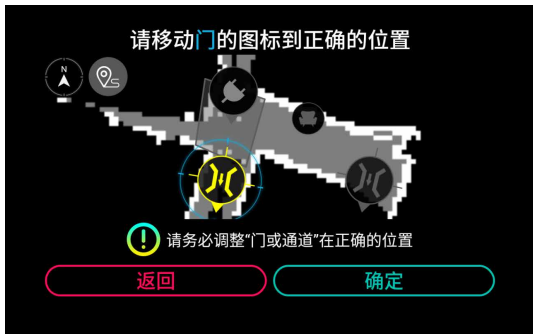 请移动门的图标到正确的位置
N
请务必调整“门或通道”在正确的位置
返回
确定